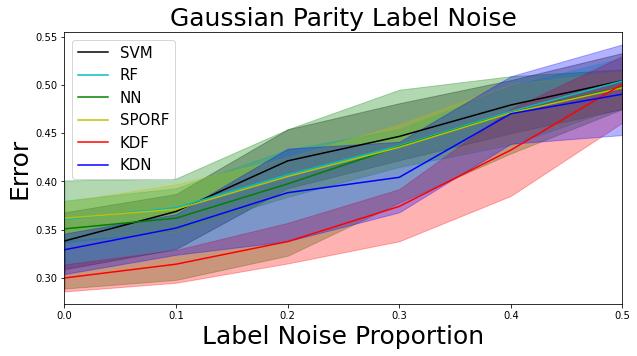 Gaussian Parity Label Noise
SVM
RF
NN
SPORF
KDF
KDN
Error
0.55
0.50
0.45
0.40
0.35
0.30
0.0 0.1 0.2 0.3 0.4 0.5
Label Noise Proportion